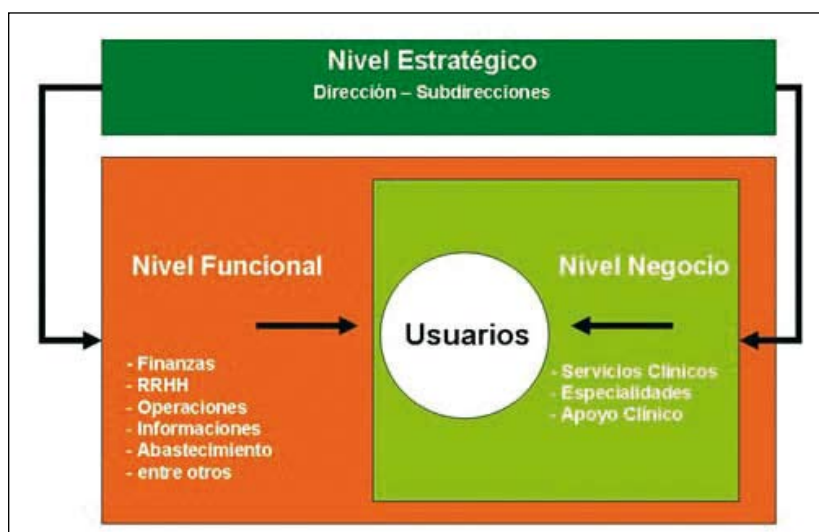 Nivel Estratégico
Dirección – Subdirecciones
Nivel Funcional
- Finanzas
- RRHH
- Operaciones
- Informaciones
- Abastecimiento
- entre otros
Usuarios
Nivel Negocio
- Servicios Clínicos
- Especialidades
- Apoyo Clínico